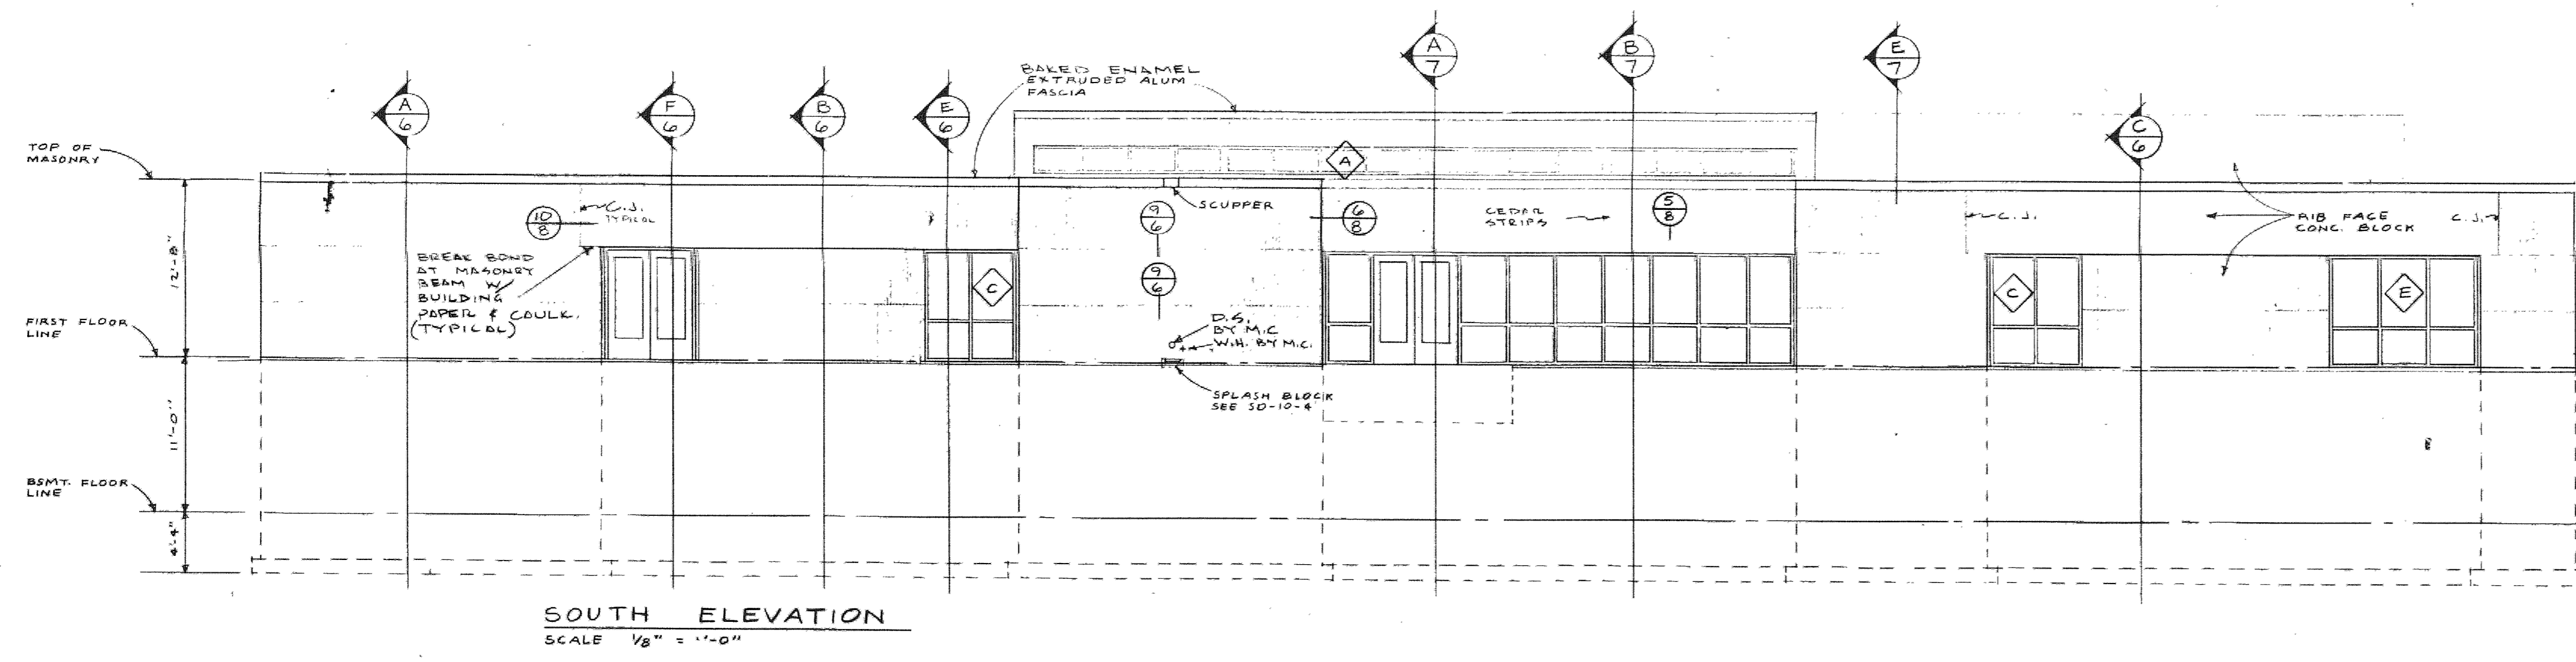 A
7
B
7
E
7
BAKED ENAMEL
EXTRUDED ALUM
FASCIA
A
6
F
6
B
6
E
6
C
6
TOP OF
MASONRY
A
10
8
C.J.
TYPICAL
9
6
SCUPPER
6
8
CEDAR
STRIPS
5
8
C.J.
RIB FACE
CONC. BLOCK
C.J.
12'-8"
BREAK BOND
AT MASONRY
BEAM W/
BUILDING
PAPER & CAULK.
(TYPICAL)
C
9
6
C
E
FIRST FLOOR
LINE
D.S.
BY M.C
W.H. BY M.C.
SPLASH BLOCK
SEE SD-10-4
11'-0"
BSMT. FLOOR
LINE
4'-4"
SOUTH ELEVATION
SCALE 1/8" = 1'-0"